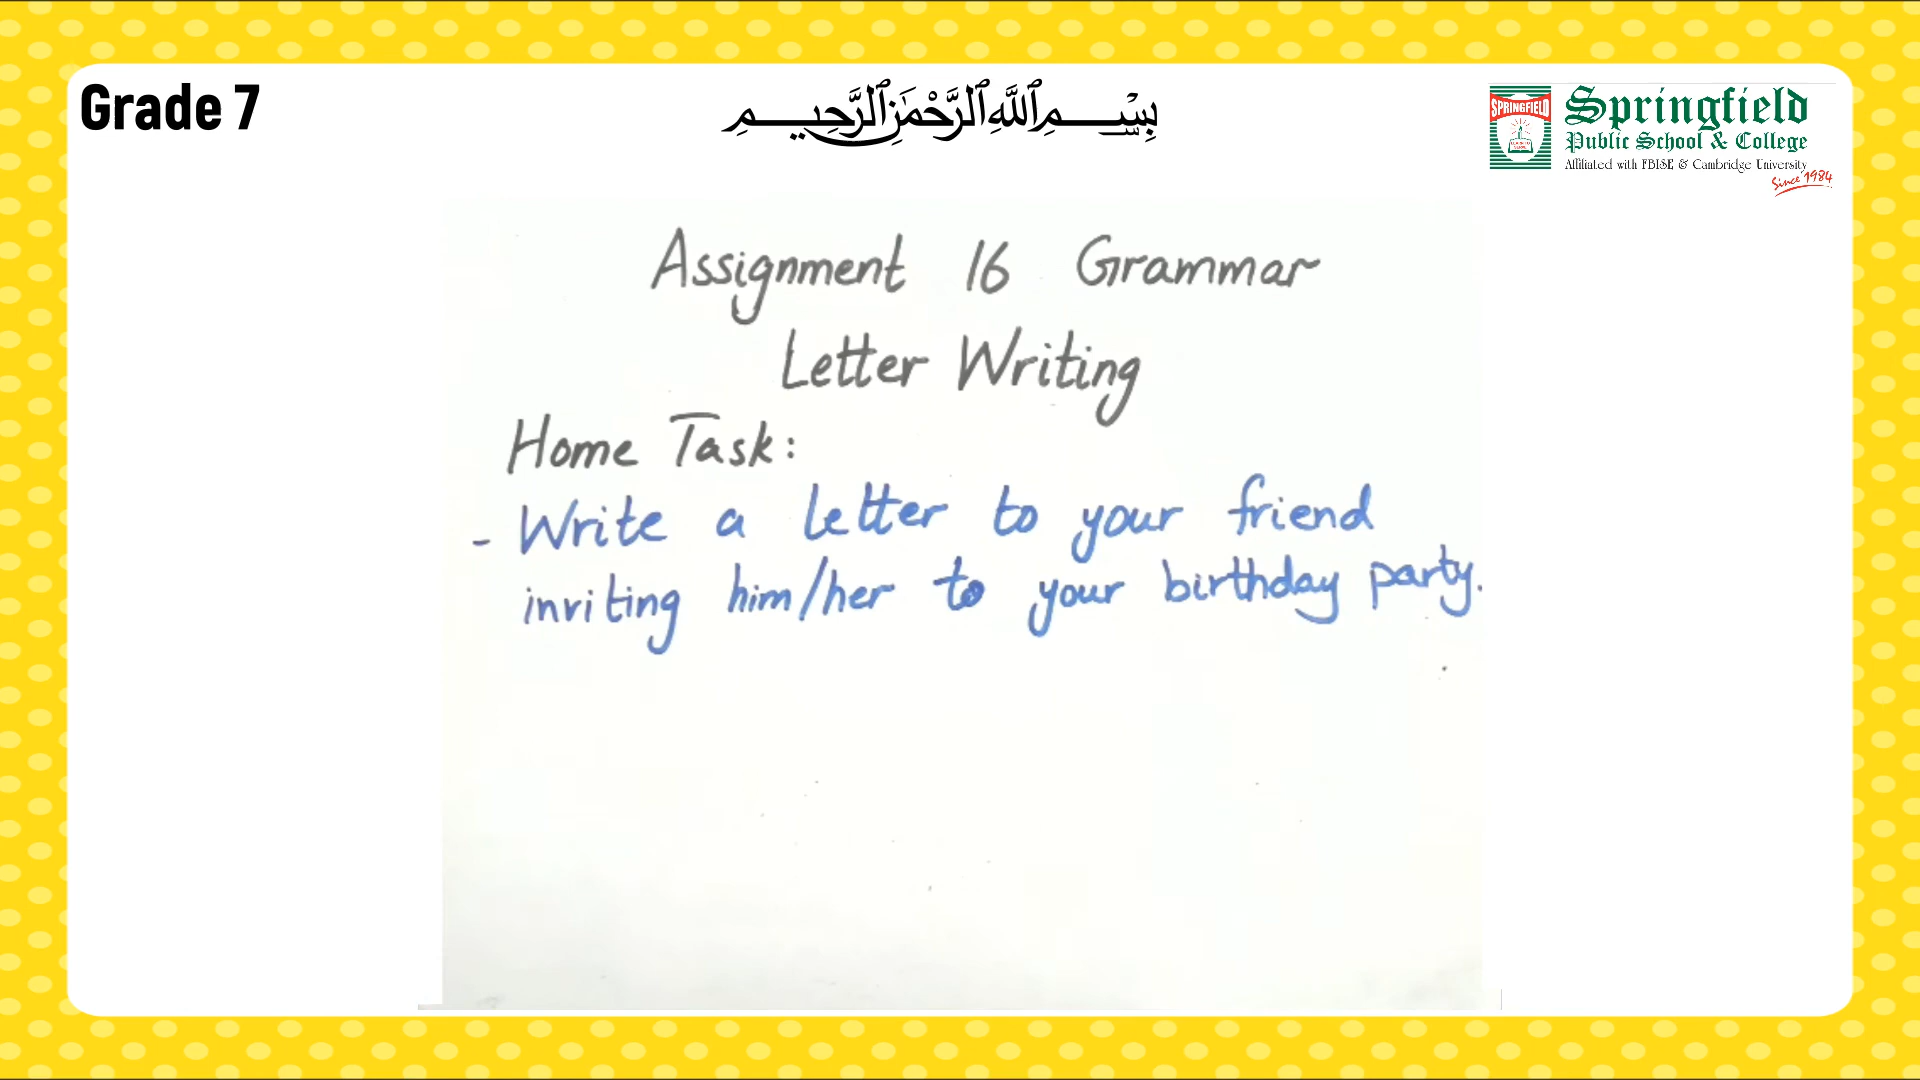 Grade 7
بِسْمِ ٱللَّهِ ٱلرَّحْمَٰنِ ٱلرَّحِيمِ
SPRINGFIELD
Springfield
Public School & College
Affiliated with FBISE & Cambridge University
Since 1984
Assignment 16 Grammar
Letter Writing
Home Task:
- Write a letter to your friend
inviting him/her to your birthday party.